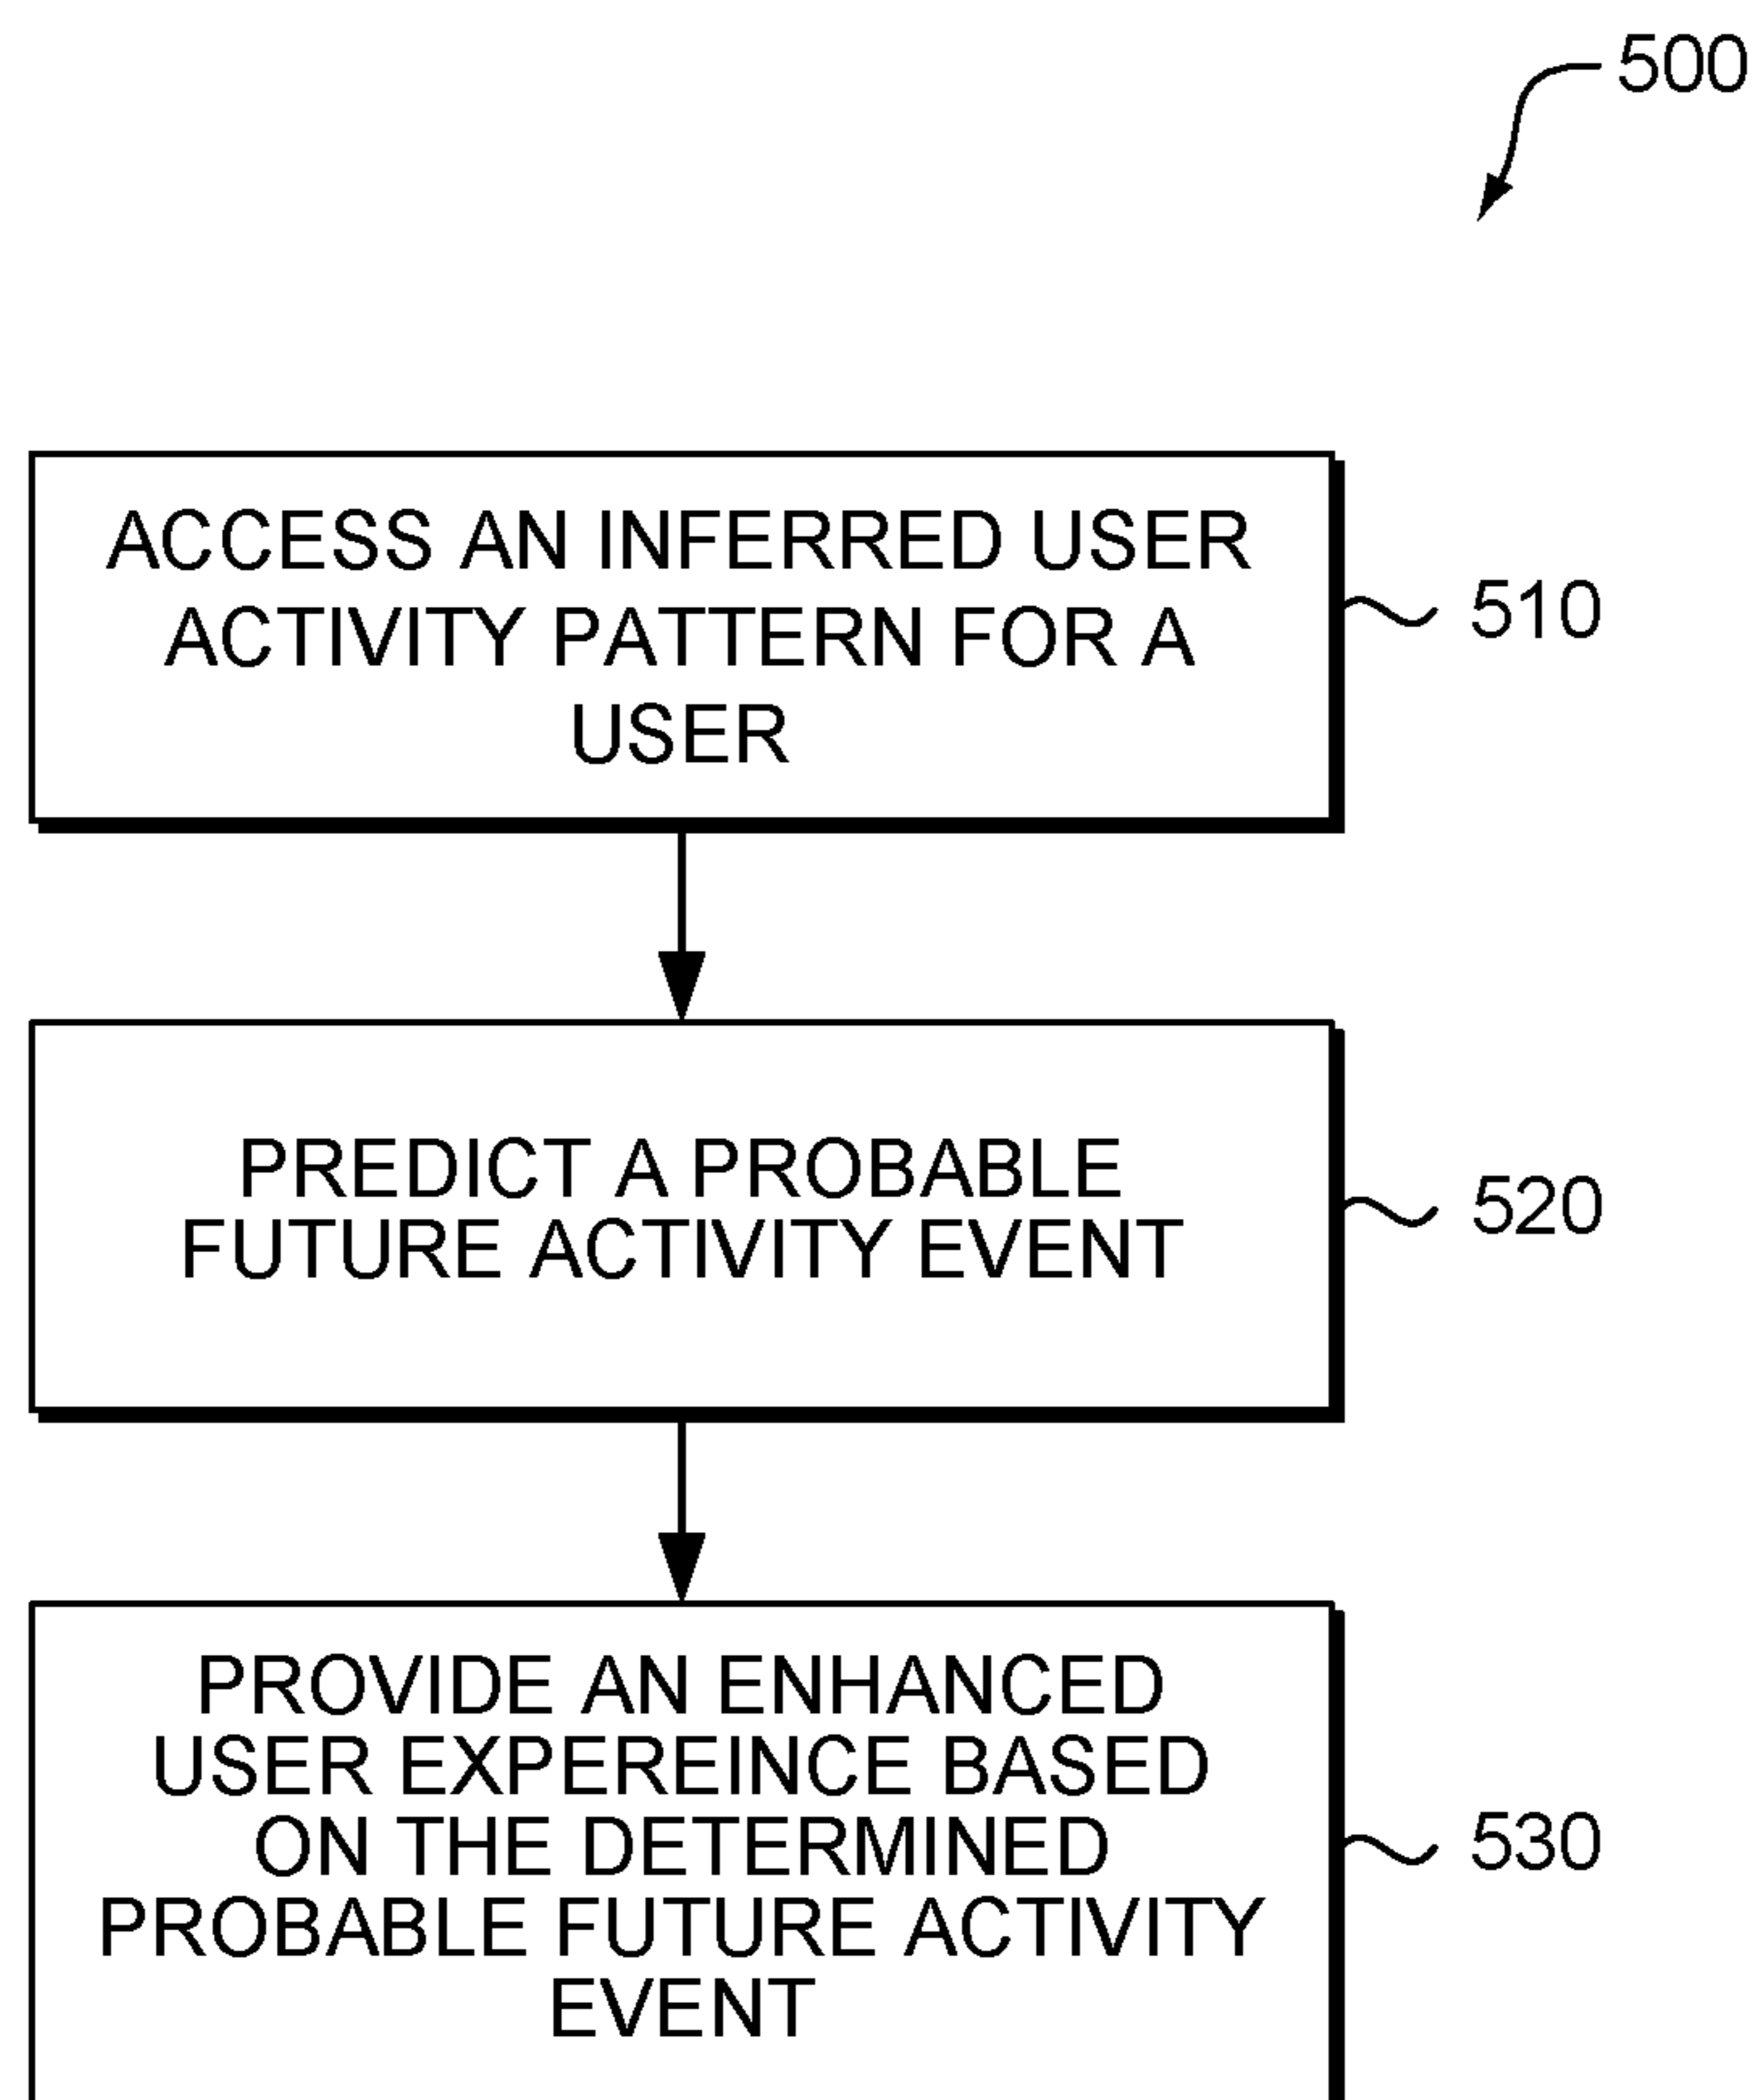 500
ACCESS AN INFERRED USER
ACTIVITY PATTERN FOR A
USER
510
PREDICT A PROBABLE
FUTURE ACTIVITY EVENT
520
PROVIDE AN ENHANCED
USER EXPEREINCE BASED
ON THE DETERMINED
PROBABLE FUTURE ACTIVITY
EVENT
530